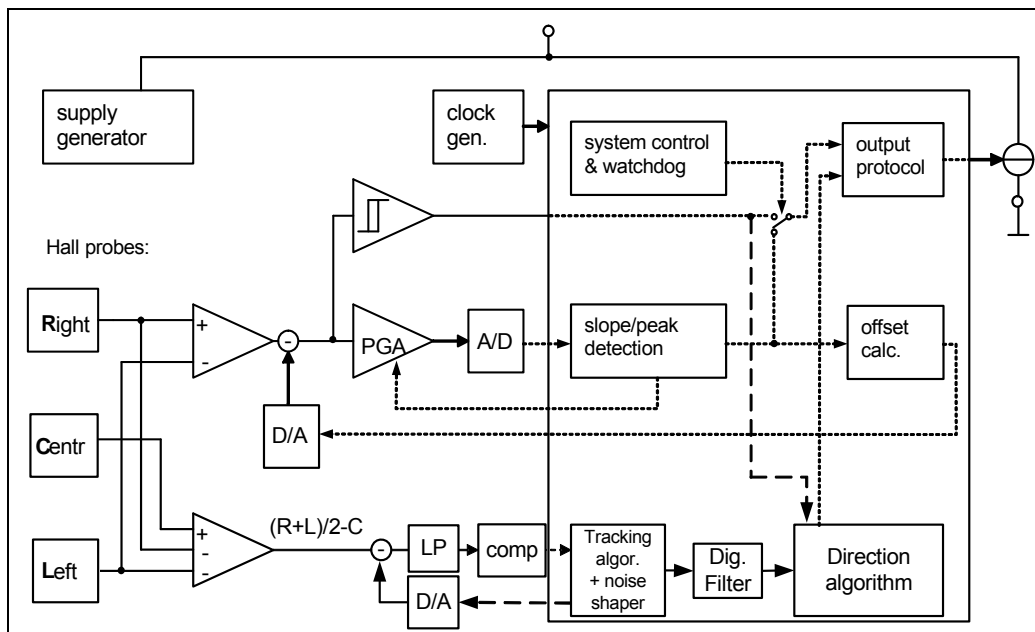 supply
generator
clock
gen.
system control
& watchdog
output
protocol
Hall probes:
Right
+
-
-
PGA
A/D
slope/peak
detection
offset
calc.
D/A
Centr
Left
+
-
-
(R+L)/2-C
-
LP
comp
D/A
Tracking
algor.
+ noise
shaper
Dig.
Filter
Direction
algorithm